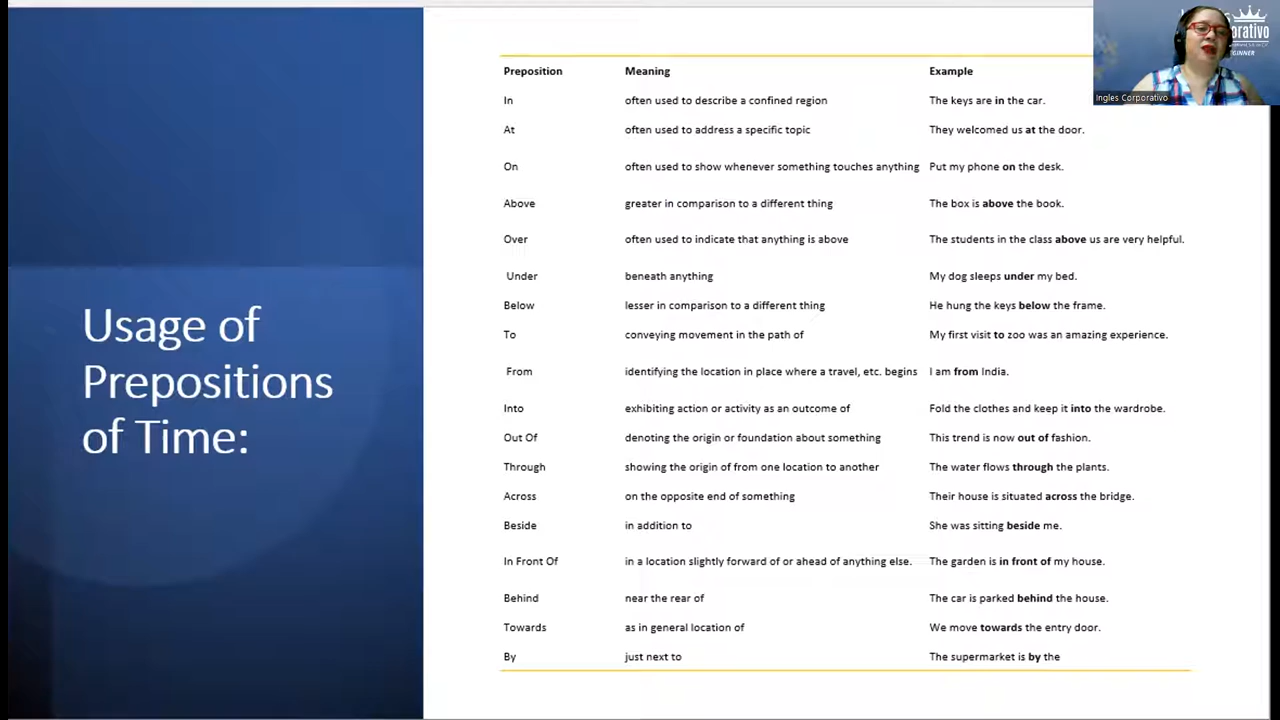 Usage of
Prepositions
of Time:
Preposition Meaning Example
In often used to describe a confined region The keys are in the car.
At often used to address a specific topic They welcomed us at the door.
On often used to show whenever something touches anything Put my phone on the desk.
Above greater in comparison to a different thing The box is above the book.
Over often used to indicate that anything is above The students in the class above us are very helpful.
Under beneath anything My dog sleeps under my bed.
Below lesser in comparison to a different thing He hung the keys below the frame.
To conveying movement in the path of My first visit to zoo was an amazing experience.
From identifying the location in place where a travel, etc. begins I am from India.
Into exhibiting action or activity as an outcome of Fold the clothes and keep it into the wardrobe.
Out Of denoting the origin or foundation about something This trend is now out of fashion.
Through showing the origin of from one location to another The water flows through the plants.
Across on the opposite end of something Their house is situated across the bridge.
Beside in addition to She was sitting beside me.
In Front Of in a location slightly forward of or ahead of anything else. The garden is in front of my house.
Behind near the rear of The car is parked behind the house.
Towards as in general location of We move towards the entry door.
By just next to The supermarket is by the
Ingles Corporativo